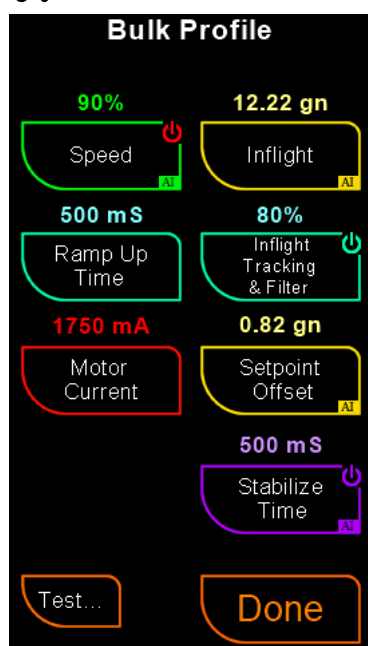 Bulk Profile
90%
12.22 gn
Speed
AI
Inflight
AI
500 mS
80%
Ramp Up
Time
Inflight
Tracking
& Filter
1750 mA
0.82 gn
Motor
Current
Setpoint
Offset
AI
500 mS
Stabilize
Time
AI
Test...
Done